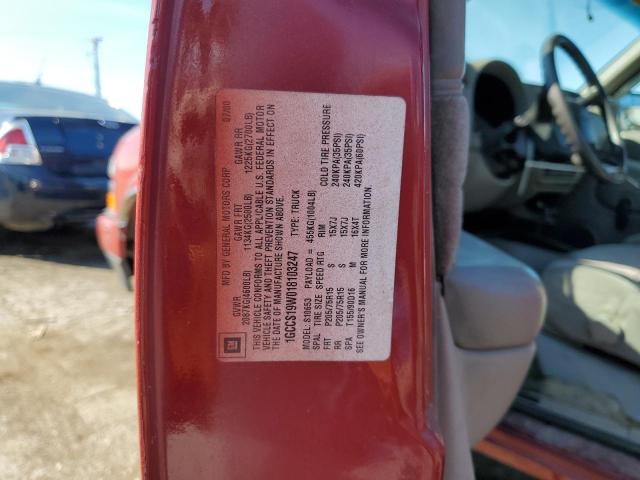 MFD BY GENERAL MOTORS CORP 07/00
GVWR GAWR FRT GAWR RR
2087KG(4600LB) 1134KG(2500LB) 1225KG(2700LB)
THIS VEHICLE CONFORMS TO ALL APPLICABLE U.S. FEDERAL MOTOR
VEHICLE SAFETY AND THEFT PREVENTION STANDARDS IN EFFECT ON
THE DATE OF MANUFACTURE SHOWN ABOVE.
1GCCS19W018103247 TYPE: TRUCK
MODEL: S10653 PAYLOAD = 455KG(1004LB)
SPAL TIRE SIZE SPEED RTG RIM COLD TIRE PRESSURE
FRT P205/75R15 S 15X7J 240KPA(35PSI)
RR P205/75R15 S 15X7J 240KPA(35PSI)
SPA T155/90D16 M 16X4T 420KPA(60PSI)
SEE OWNER'S MANUAL FOR MORE INFORMATION.
GM